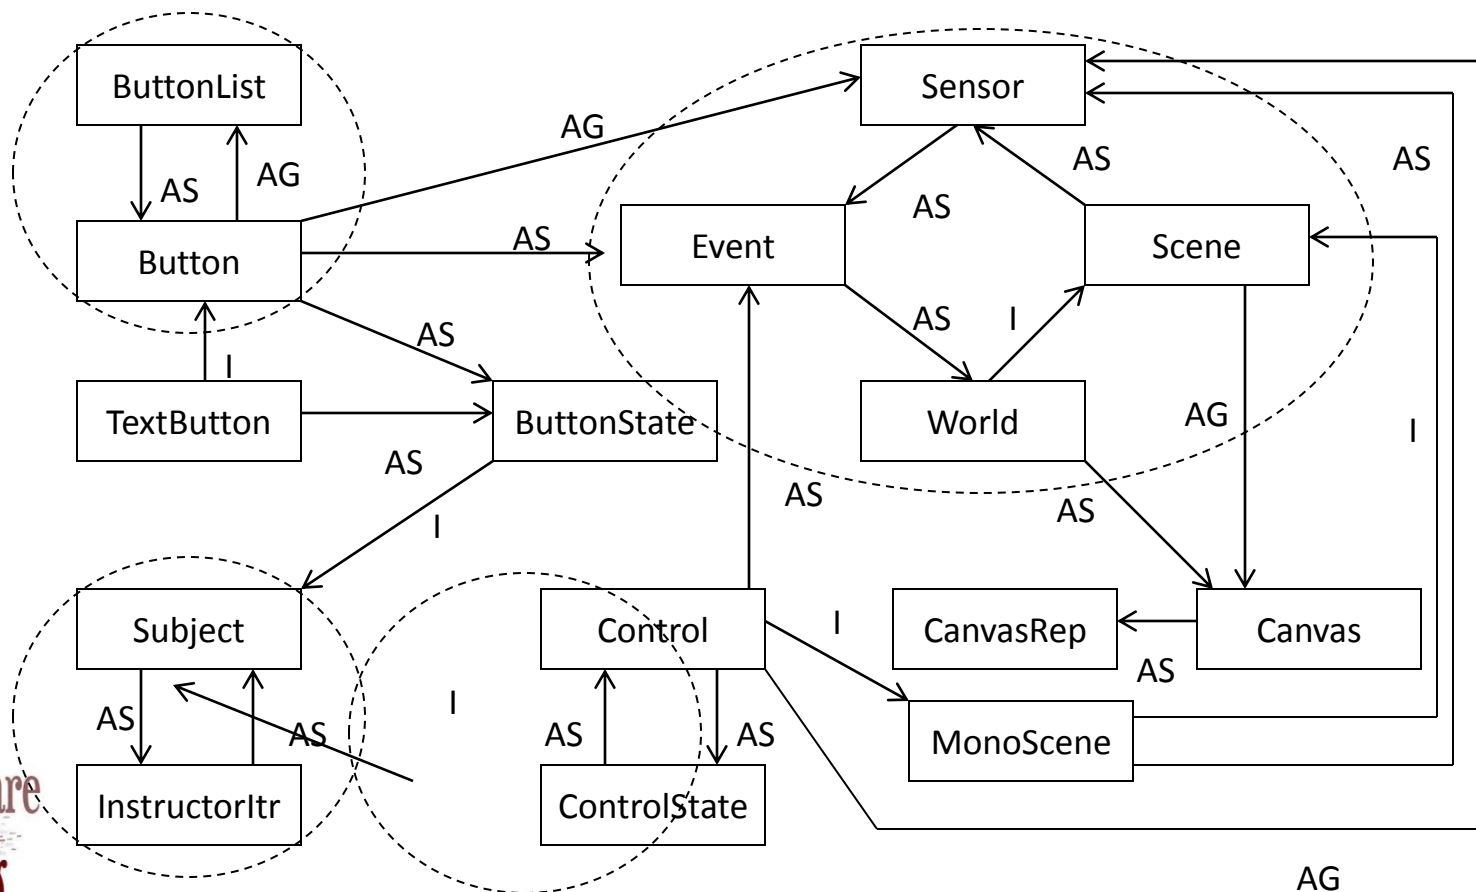 ButtonList
Sensor
AG
AS
AS
AS
AG
AS
AS
Event
Scene
Button
AS
AS
I
I
TextButton
ButtonState
World
AG
I
AS
AS
AS
I
Subject
Control
I
CanvasRep
Canvas
AS
I
AS
AS
AS
AS
MonoScene
InstructorItr
ControlState
AG